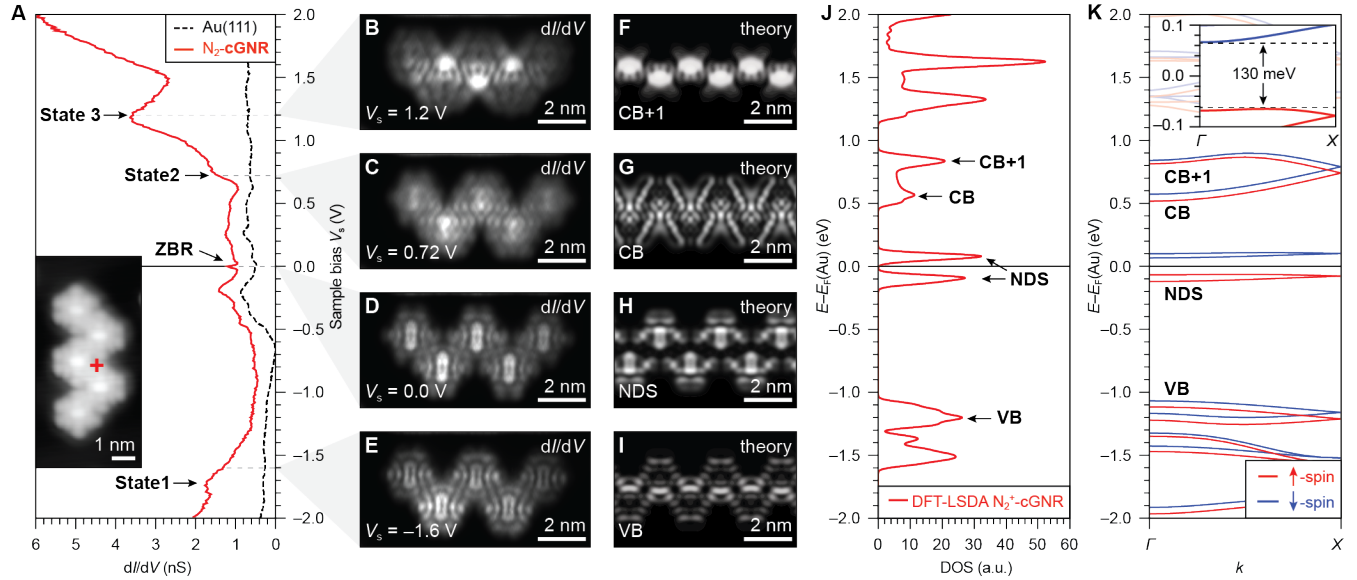 A
Au(111)
N₂-cGNR
State 3
State2
ZBR
State1
1 nm
6 5 4 3 2 1 0
dI/dV (nS)
2.0
1.5
1.0
0.5
0.0
−0.5
−1.0
−1.5
−2.0
Sample bias Vₛ (V)
B dI/dV
Vₛ = 1.2 V 2 nm
C dI/dV
Vₛ = 0.72 V 2 nm
D dI/dV
Vₛ = 0.0 V 2 nm
E dI/dV
Vₛ = −1.6 V 2 nm
F theory
CB+1 2 nm
G theory
CB 2 nm
H theory
NDS 2 nm
I theory
VB 2 nm
J
2.0
1.5
1.0
0.5
0.0
−0.5
−1.0
−1.5
−2.0
E–E_F(Au) (eV)
CB+1
CB
NDS
VB
DFT-LSDA N₂⁺-cGNR
0 10 20 30 40 50 60
DOS (a.u.)
K
2.0
1.5
1.0
0.5
0.0
−0.5
−1.0
−1.5
−2.0
E–E_F(Au) (eV)
0.1
0.0
−0.1
130 meV
Γ X
CB+1
CB
NDS
VB
↑-spin
↓-spin
Γ X
k